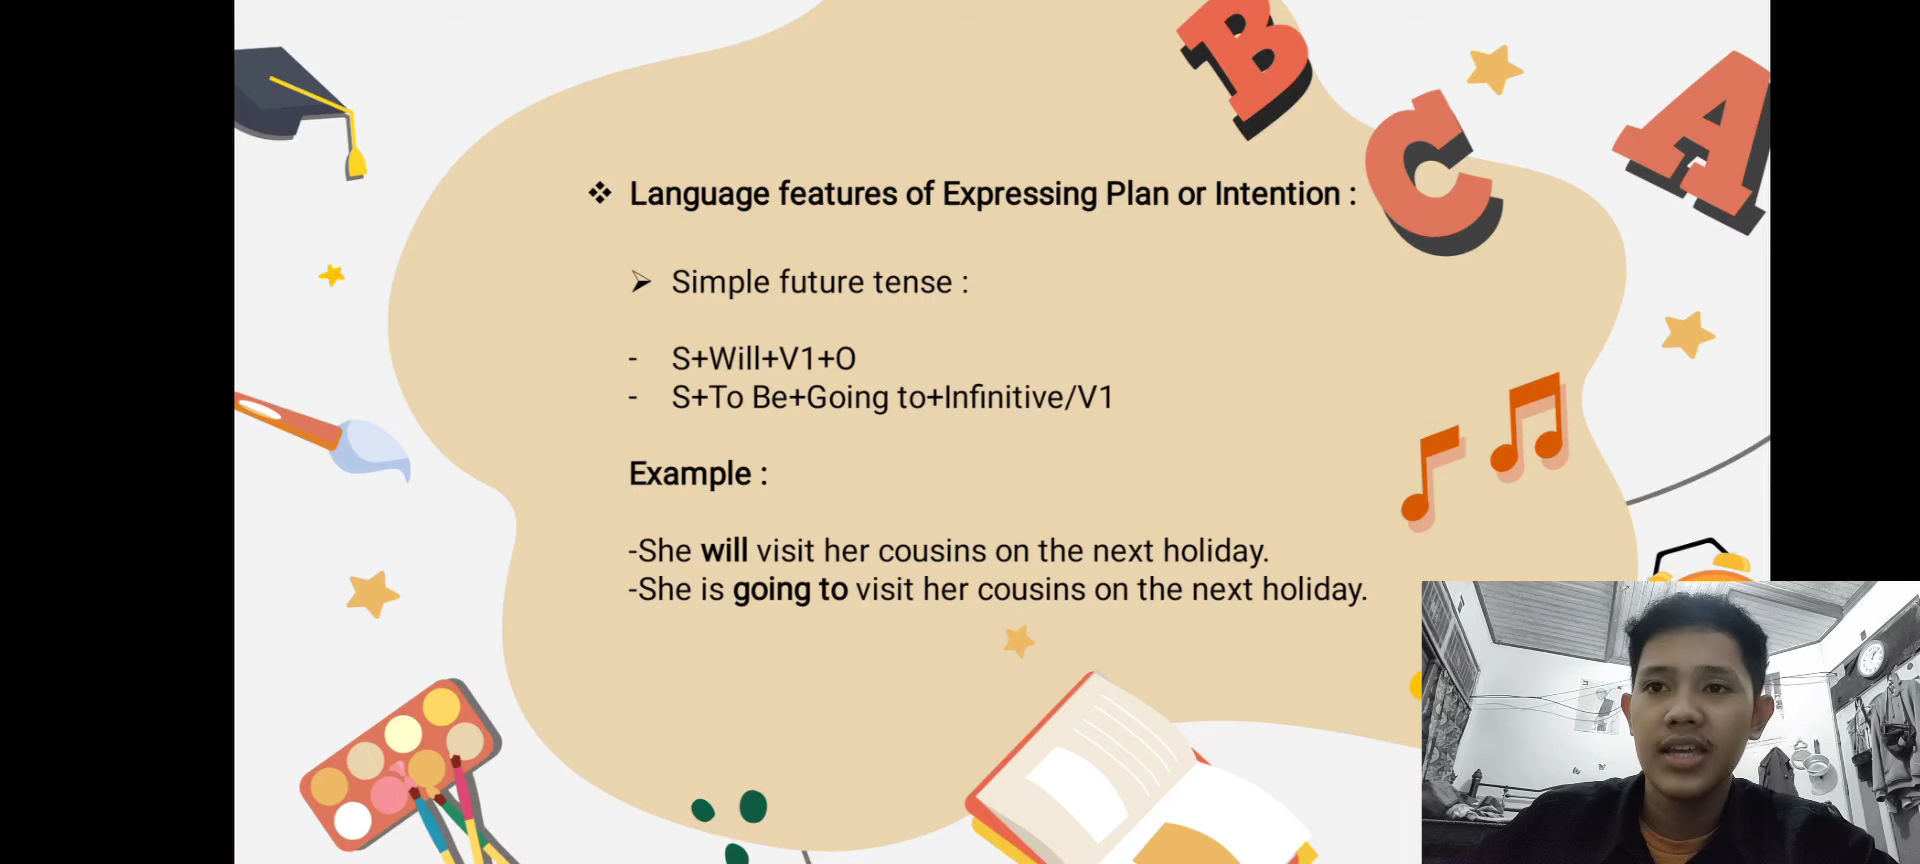 B
C
A
❖ Language features of Expressing Plan or Intention :
➢ Simple future tense :
- S+Will+V1+O
- S+To Be+Going to+Infinitive/V1
Example :
-She will visit her cousins on the next holiday.
-She is going to visit her cousins on the next holiday.